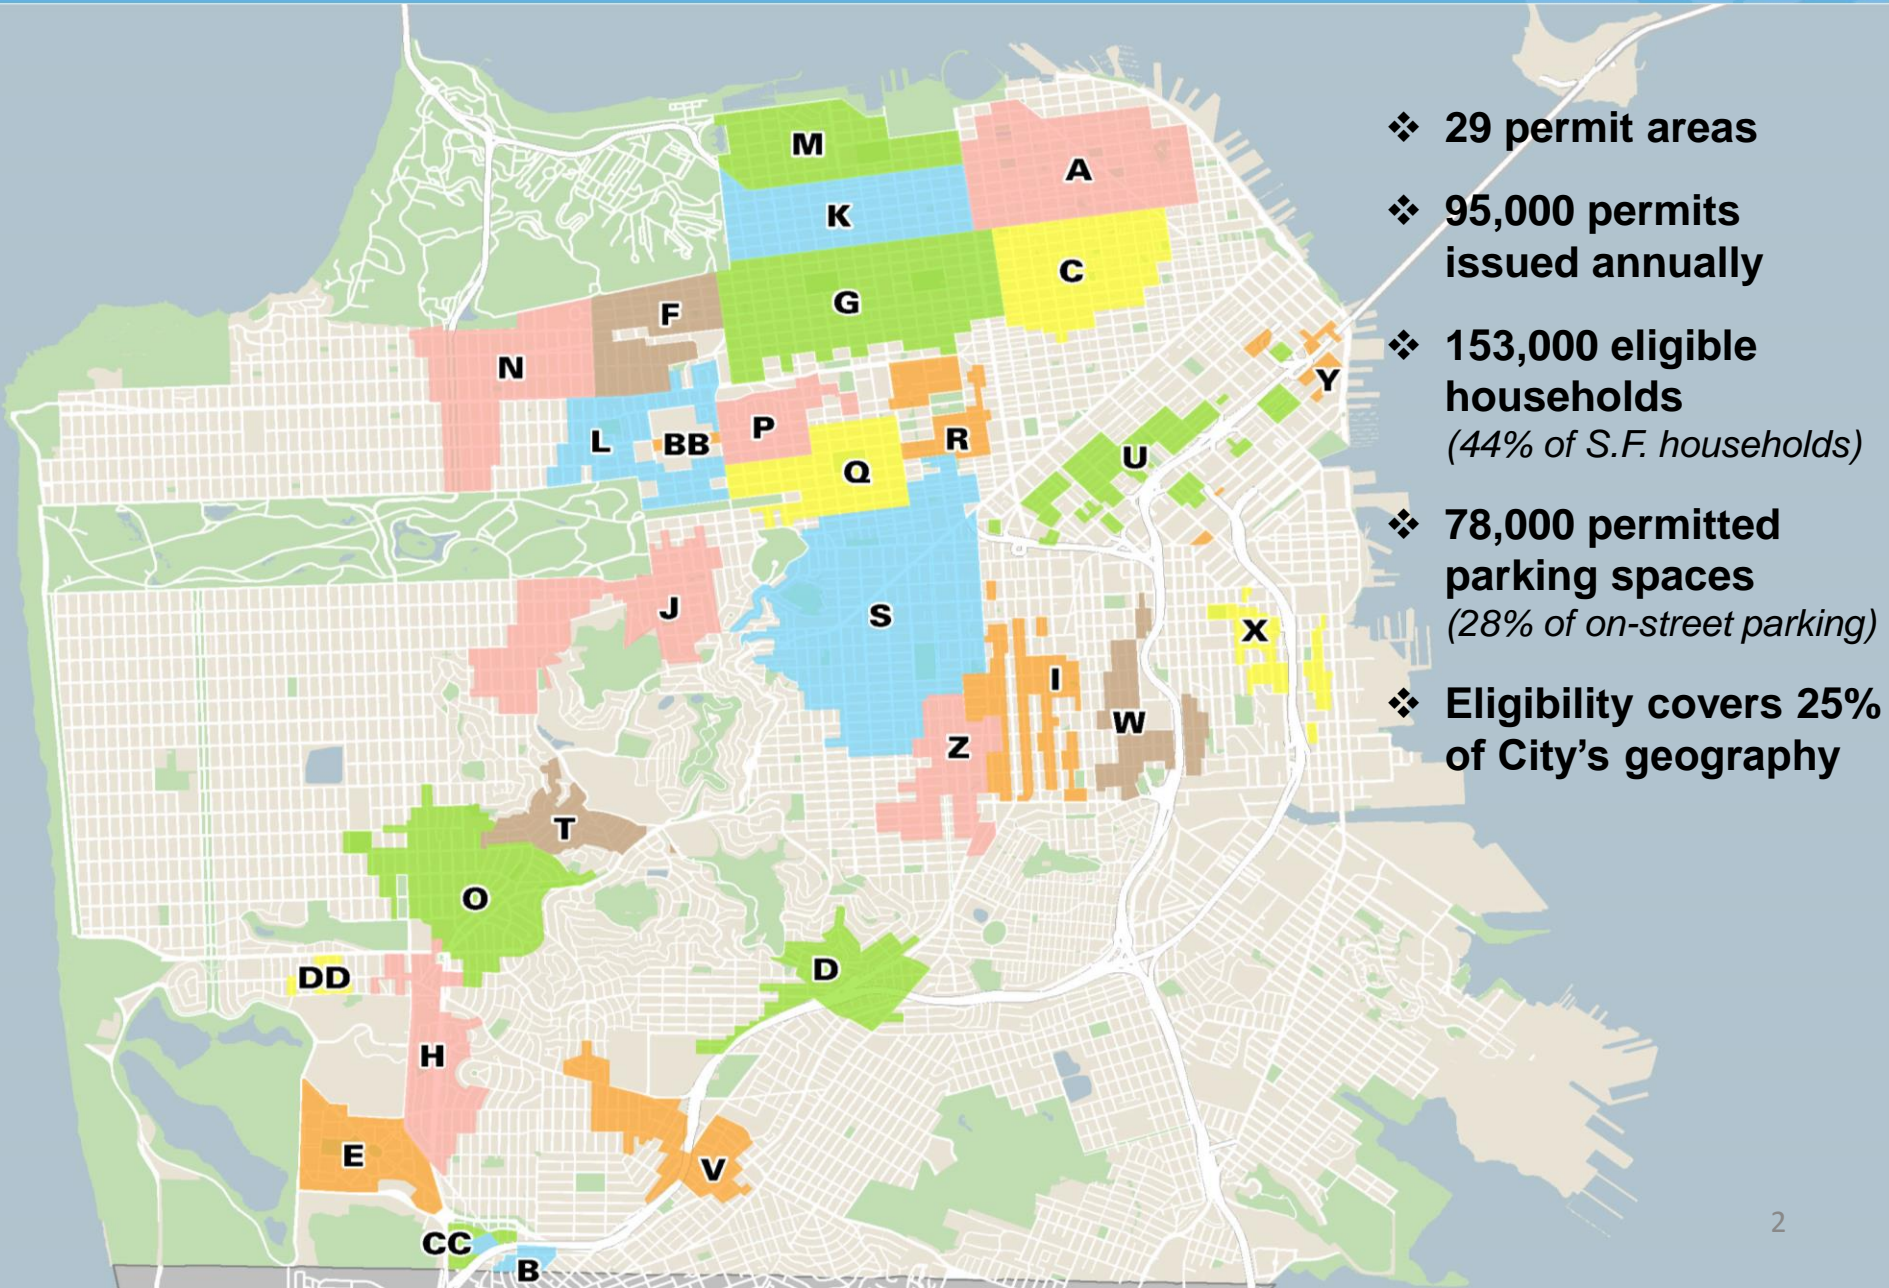 M
A
K
C
F
G
N
Y
L
BB
P
R
U
Q
J
S
X
I
W
Z
T
O
DD
D
H
E
V
CC
B
❖ 29 permit areas
❖ 95,000 permits
issued annually
❖ 153,000 eligible
households
(44% of S.F. households)
❖ 78,000 permitted
parking spaces
(28% of on-street parking)
❖ Eligibility covers 25%
of City’s geography
2